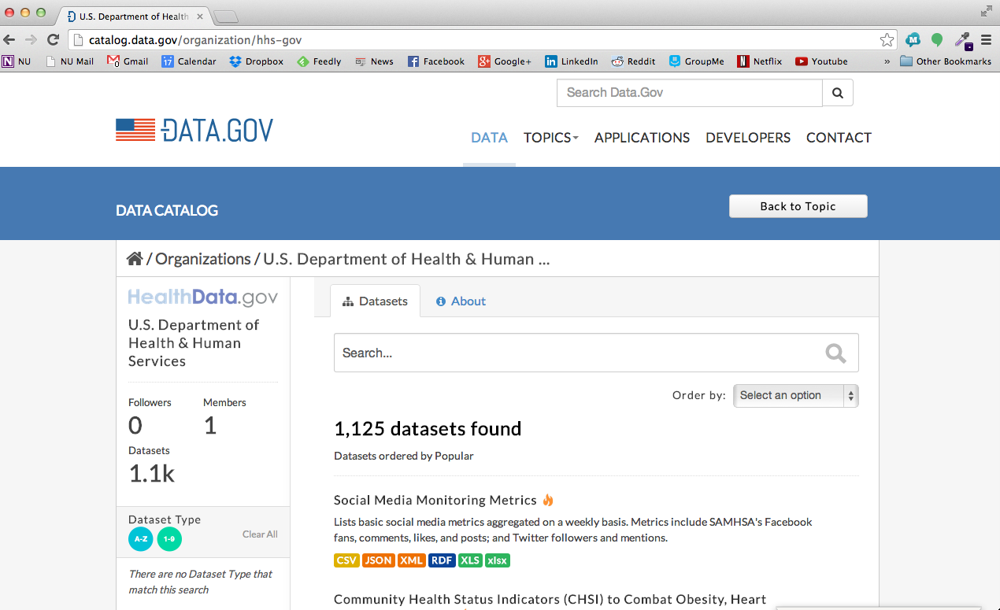 U.S. Department of Health
catalog.data.gov/organization/hhs-gov
NU
NU Mail
Gmail
17 Calendar
Dropbox
Feedly
News
Facebook
Google+
LinkedIn
Reddit
GroupMe
Netflix
Youtube
»
Other Bookmarks
Search Data.Gov
DATA.GOV
DATA
TOPICS
APPLICATIONS
DEVELOPERS
CONTACT
DATA CATALOG
Back to Topic
/ Organizations / U.S. Department of Health & Human ...
HealthData.gov
U.S. Department of
Health & Human
Services
Followers
Members
0
1
Datasets
1.1k
Dataset Type
A-Z
1-9
Clear All
There are no Dataset Type that
match this search
Datasets
About
Search...
Order by:
Select an option
1,125 datasets found
Datasets ordered by Popular
Social Media Monitoring Metrics
Lists basic social media metrics aggregated on a weekly basis. Metrics include SAMHSA's Facebook
fans, comments, likes, and posts; and Twitter followers and mentions.
CSV JSON XML RDF XLS xlsx
Community Health Status Indicators (CHSI) to Combat Obesity, Heart